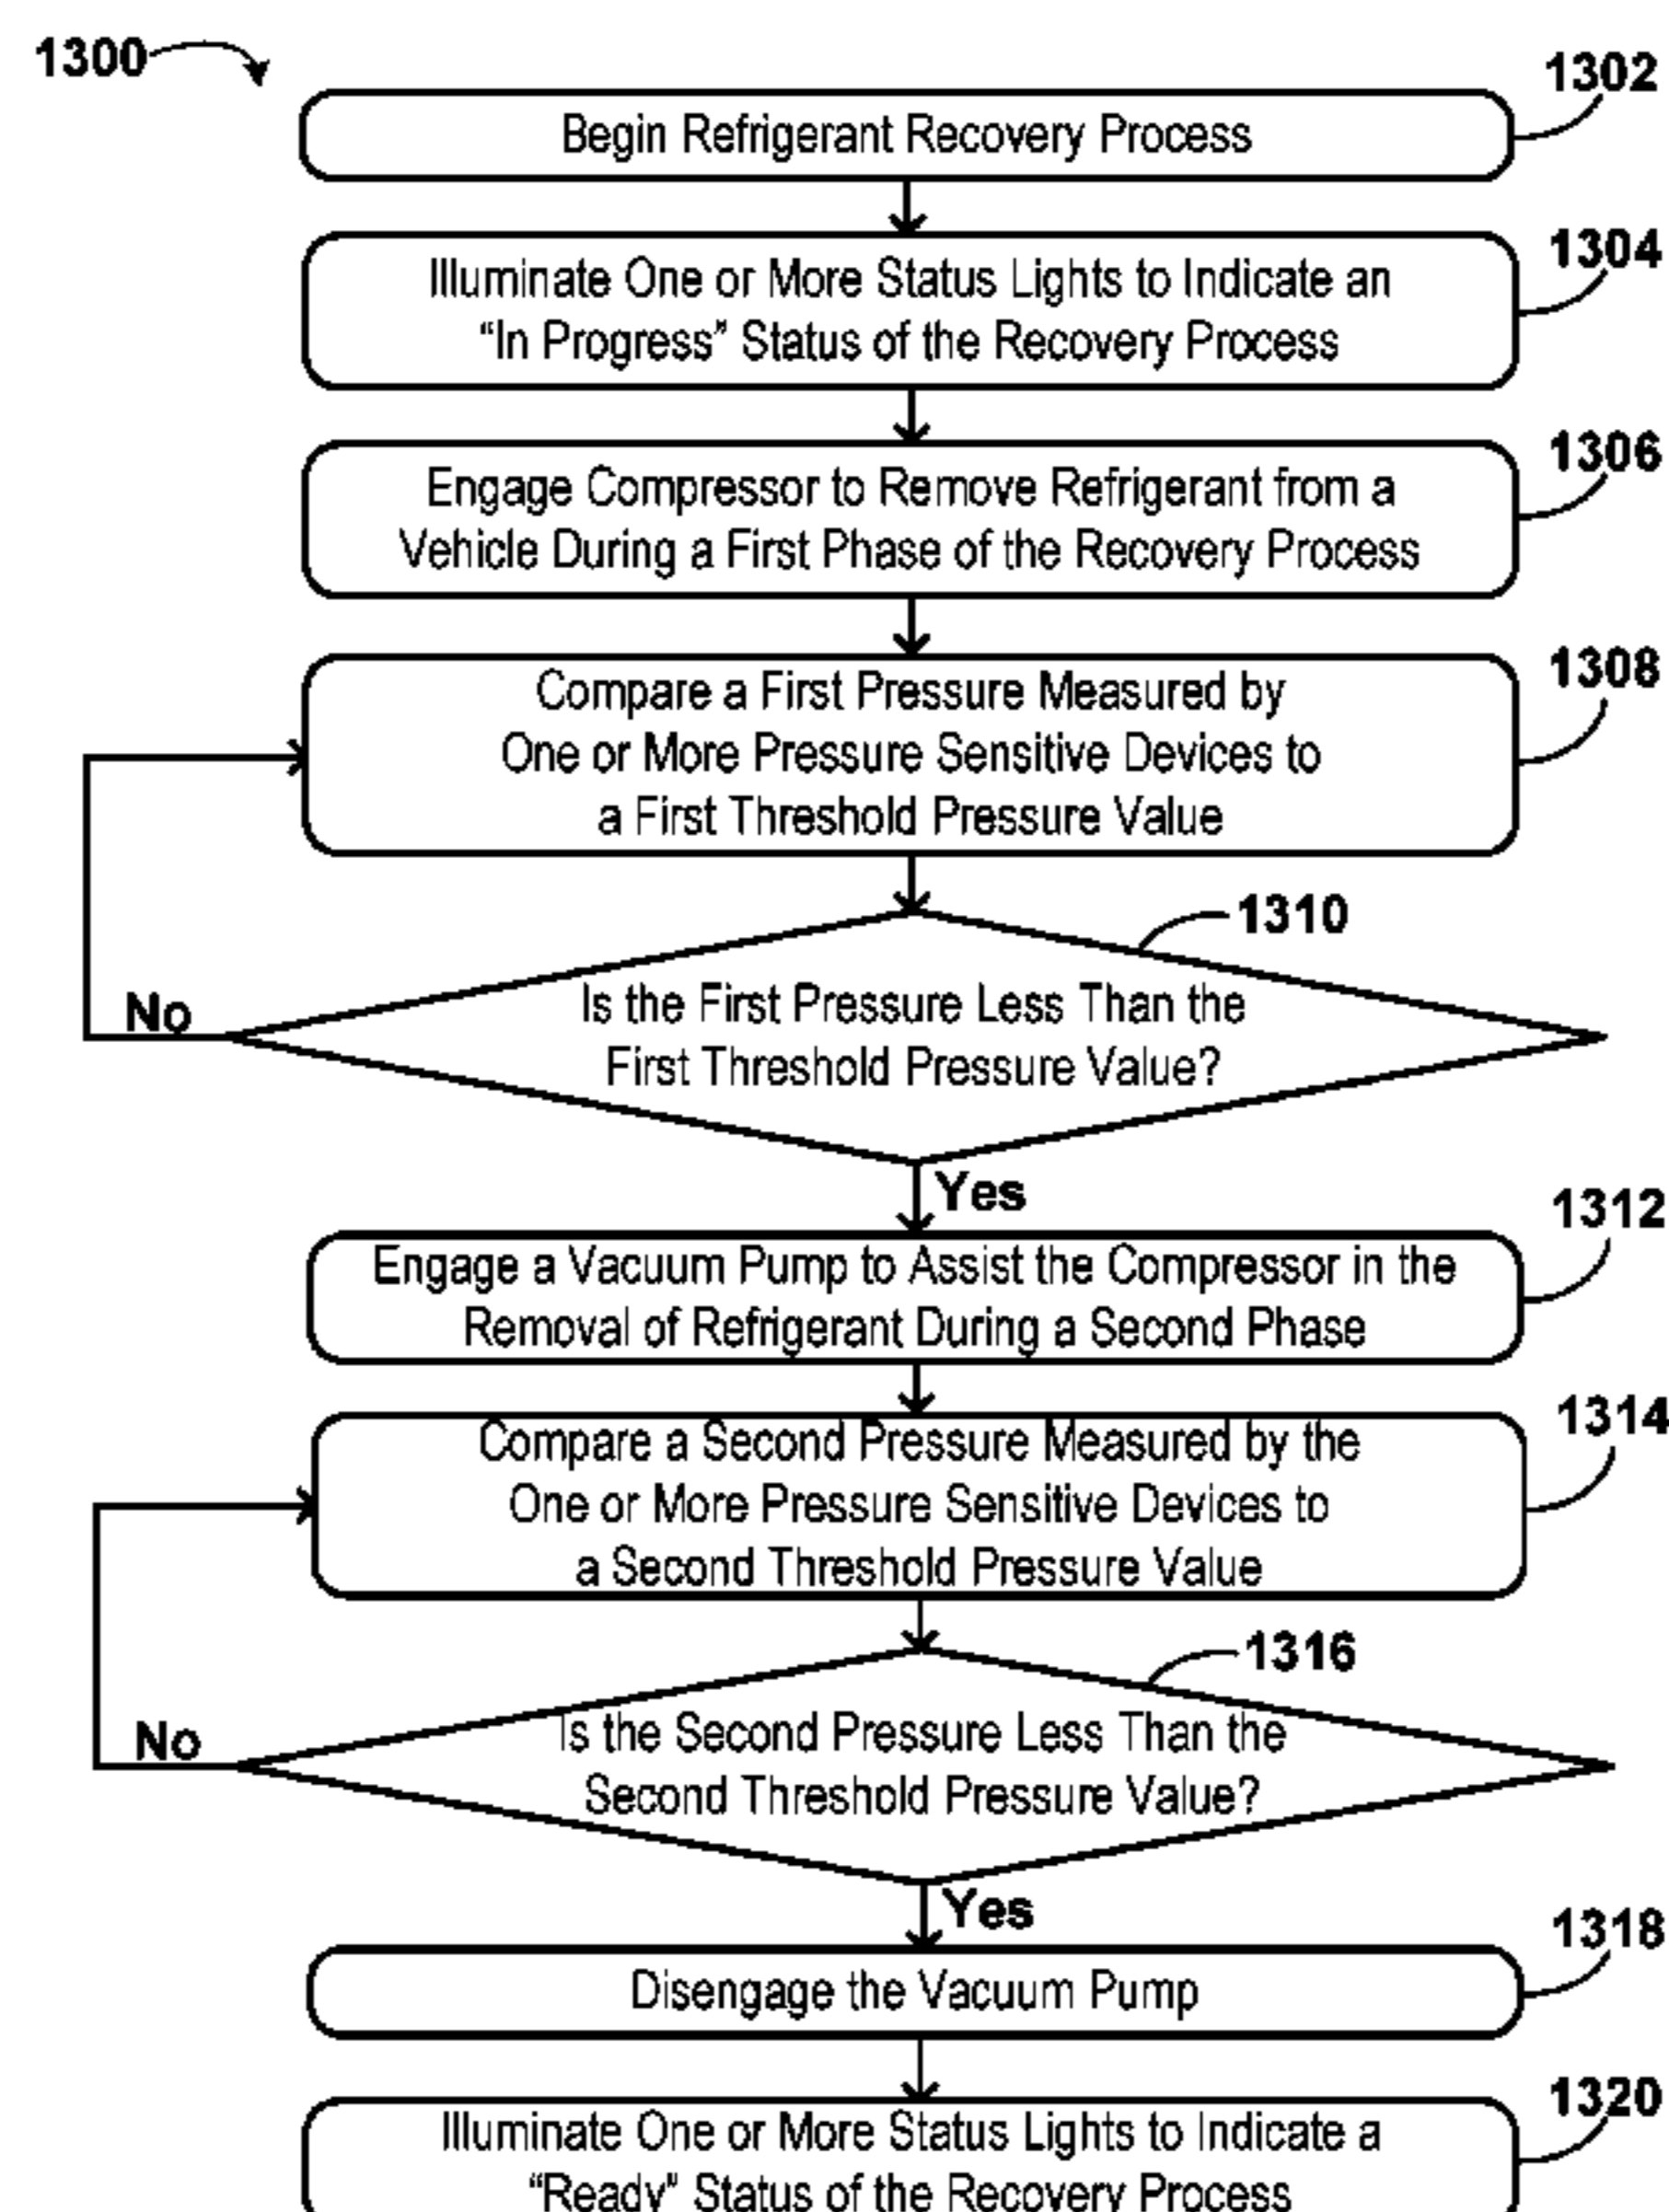 1300
1302
Begin Refrigerant Recovery Process
1304
Illuminate One or More Status Lights to Indicate an
“In Progress” Status of the Recovery Process
1306
Engage Compressor to Remove Refrigerant from a
Vehicle During a First Phase of the Recovery Process
1308
Compare a First Pressure Measured by
One or More Pressure Sensitive Devices to
a First Threshold Pressure Value
1310
Is the First Pressure Less Than the
First Threshold Pressure Value?
No
Yes
1312
Engage a Vacuum Pump to Assist the Compressor in the
Removal of Refrigerant During a Second Phase
1314
Compare a Second Pressure Measured by the
One or More Pressure Sensitive Devices to
a Second Threshold Pressure Value
1316
Is the Second Pressure Less Than the
Second Threshold Pressure Value?
No
Yes
1318
Disengage the Vacuum Pump
1320
Illuminate One or More Status Lights to Indicate a
“Ready” Status of the Recovery Process